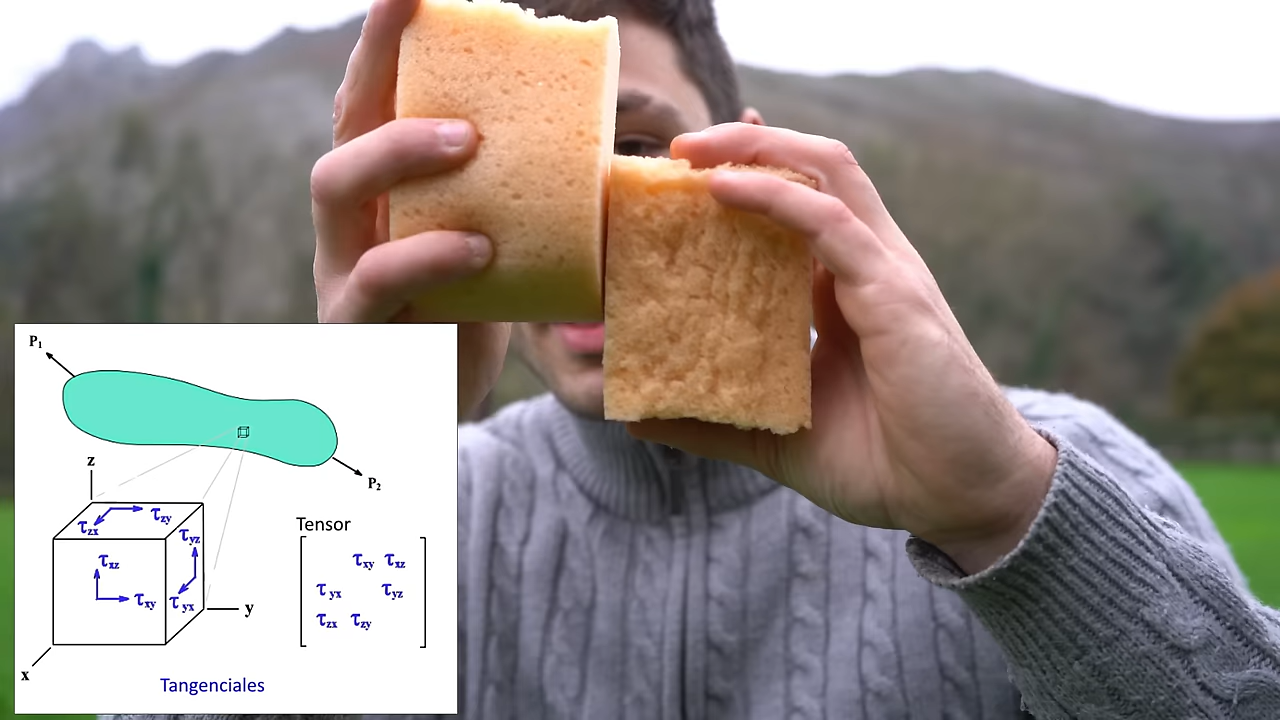 P₁
P₂
z
τzx τzy
τyz
τxz
τxy τyx
y
x
Tensor
τxy τxz
τyx τyz
τzx τzy
Tangenciales